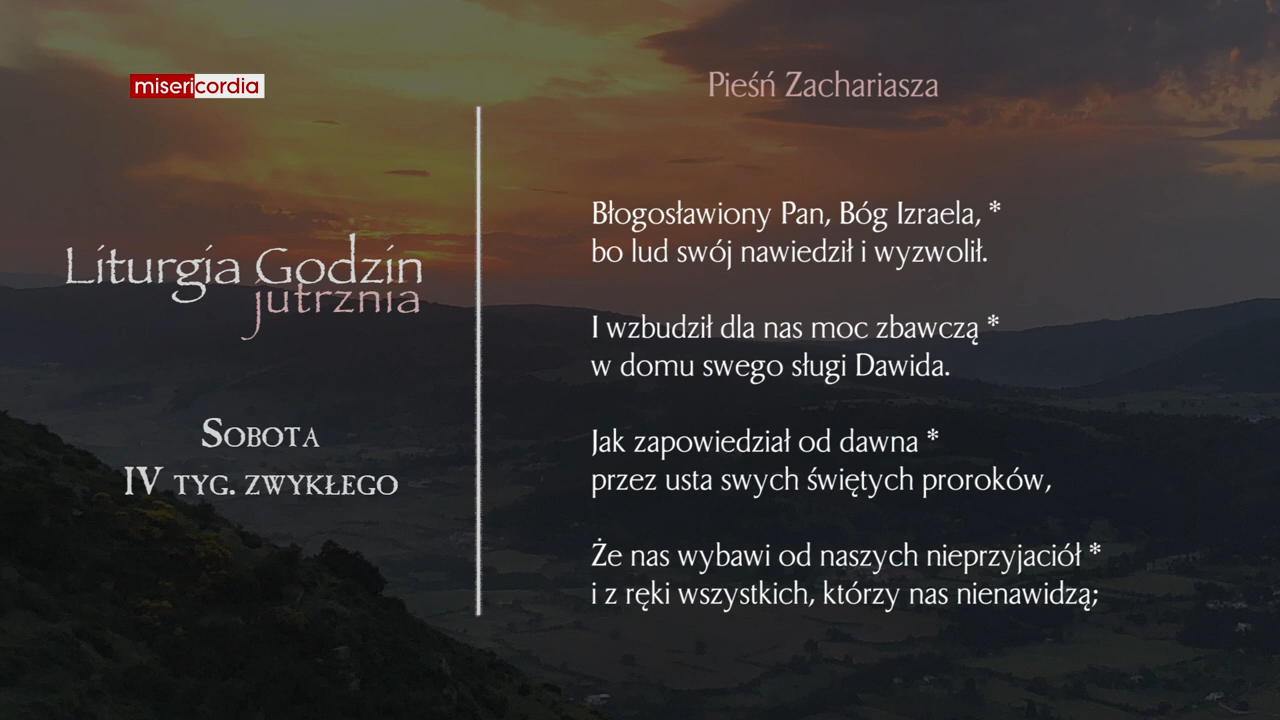 misericordia
Liturgia Godzin
jutrznia
Sobota
IV tyg. zwykłego
Pieśń Zachariasza
Błogosławiony Pan, Bóg Izraela, *
bo lud swój nawiedził i wyzwolił.
I wzbudził dla nas moc zbawczą *
w domu swego sługi Dawida.
Jak zapowiedział od dawna *
przez usta swych świętych proroków,
Że nas wybawi od naszych nieprzyjaciół *
i z ręki wszystkich, którzy nas nienawidzą;